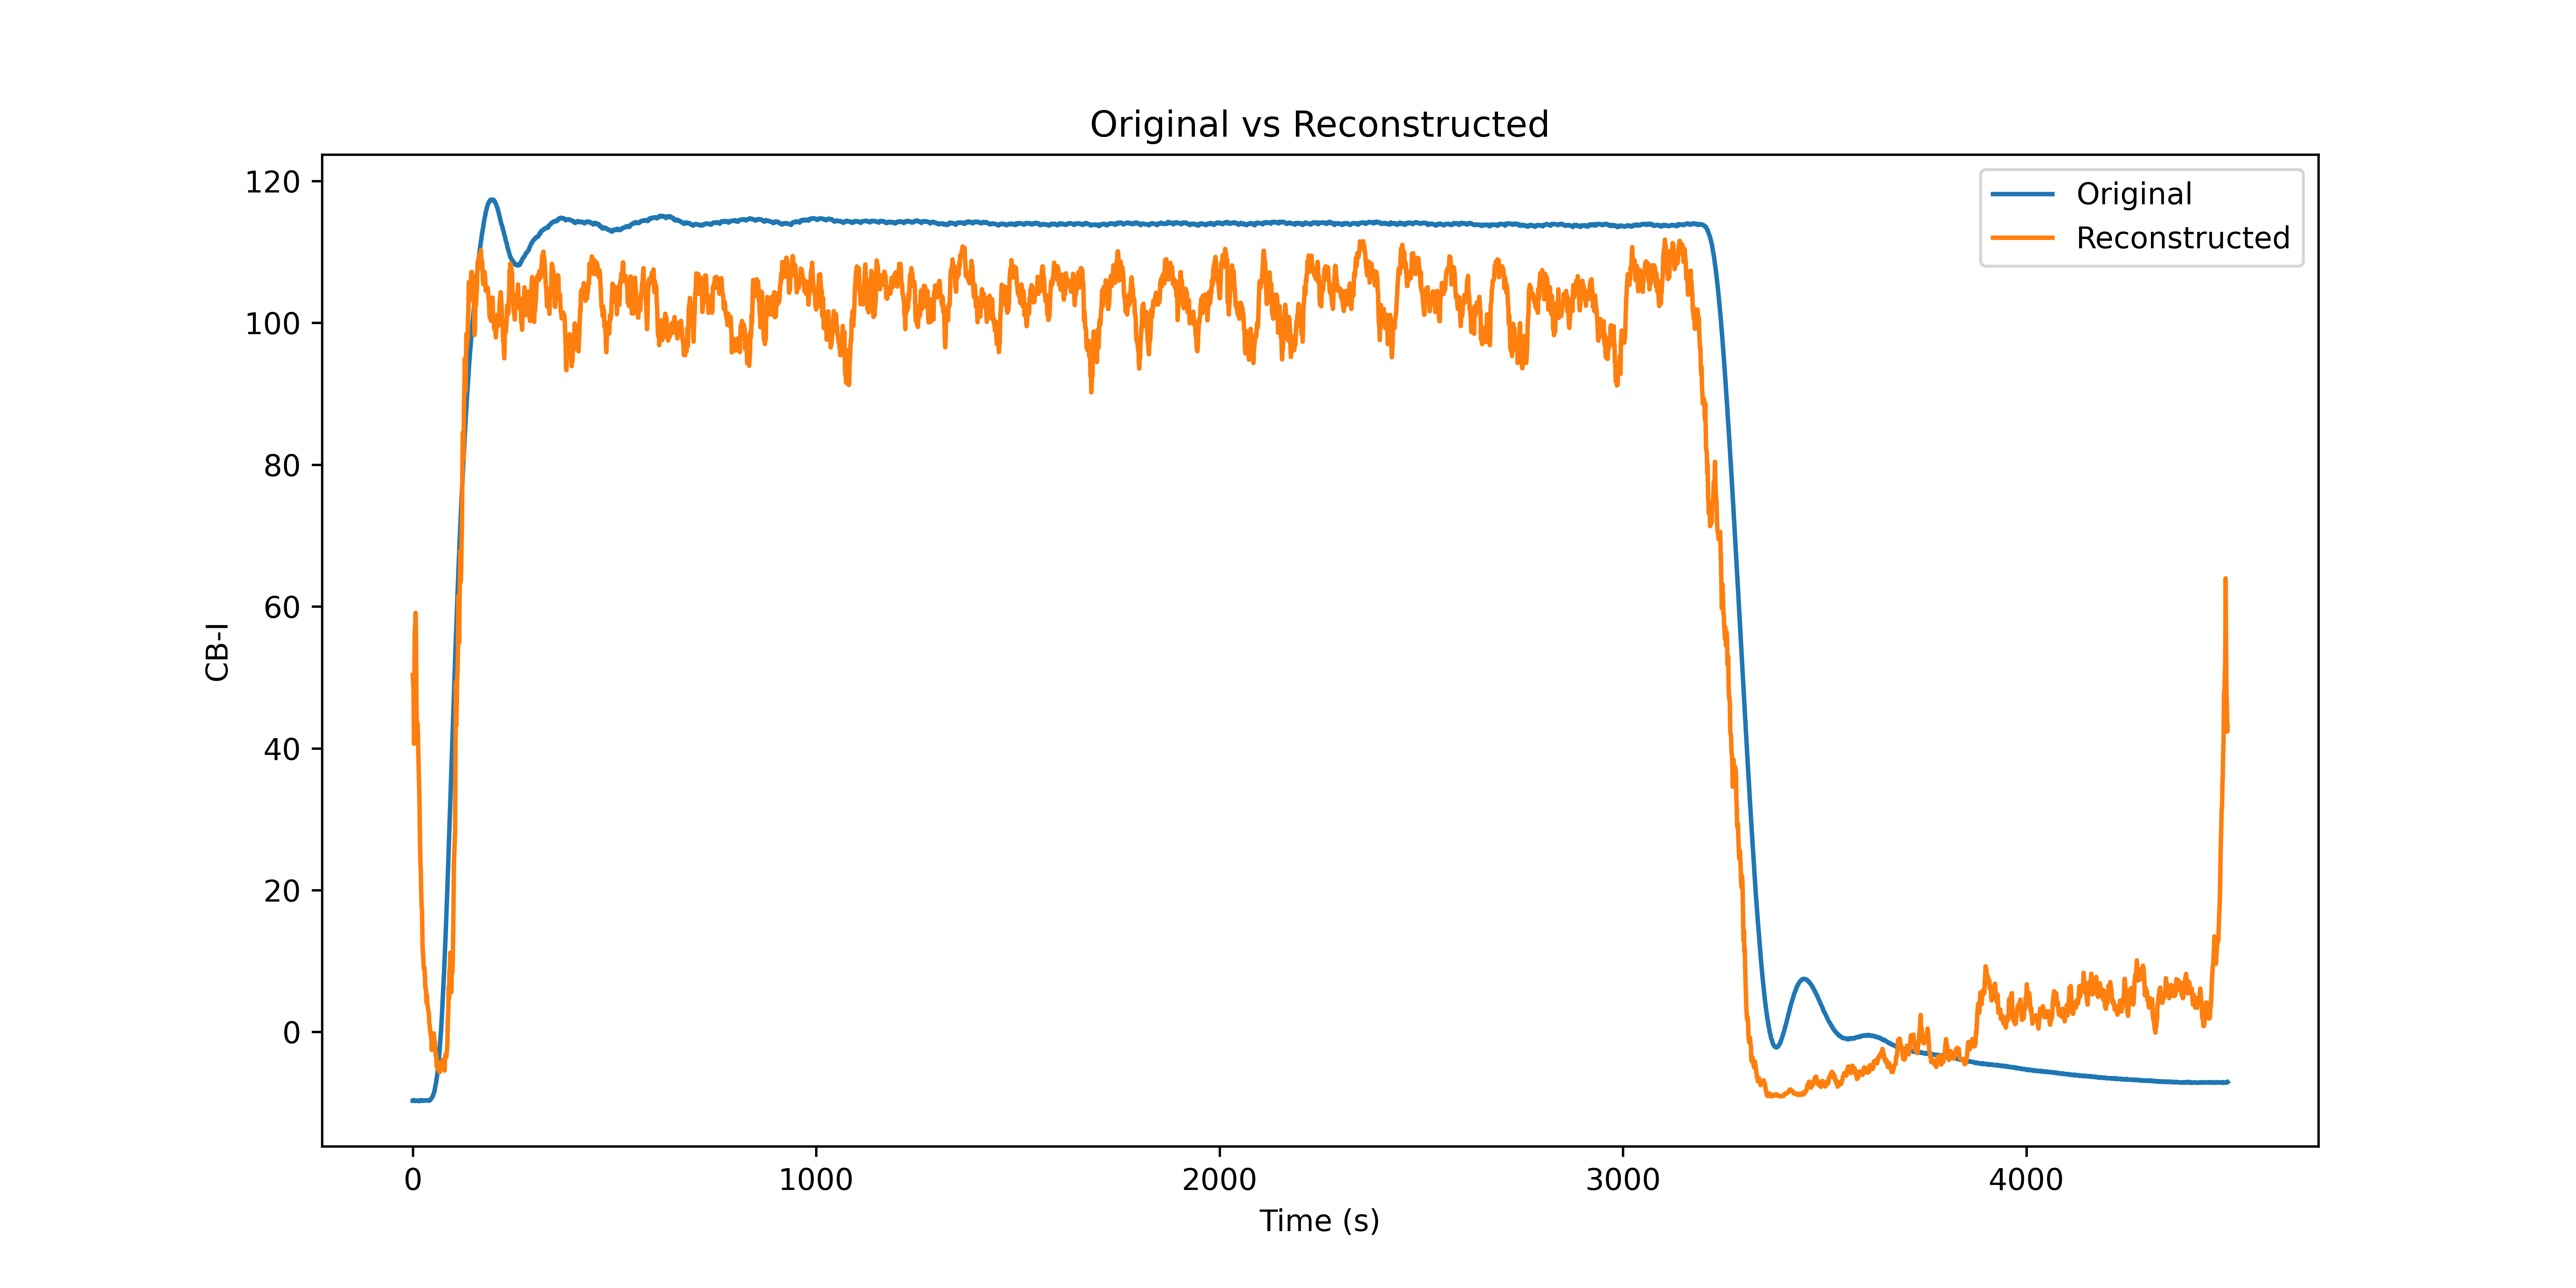 Original vs Reconstructed
Original
Reconstructed
120
100
80
60
40
20
0
CB-I
0
1000
2000
3000
4000
Time (s)